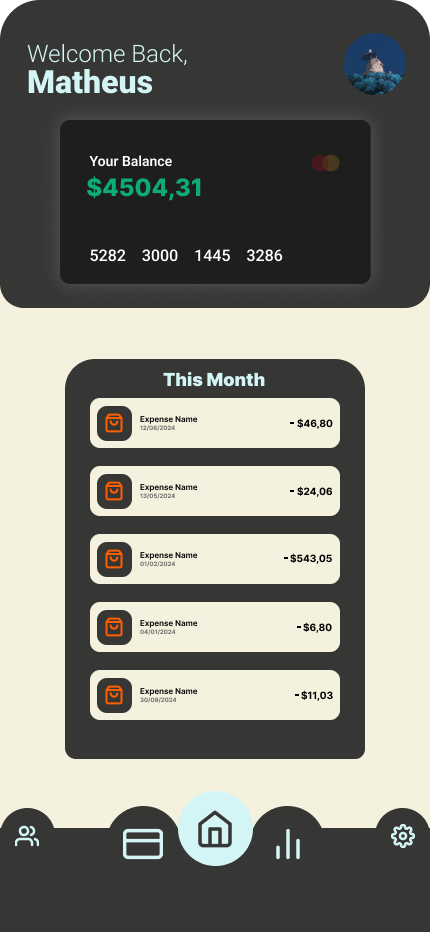 Welcome Back,
Matheus
Your Balance
$4504,31
5282 3000 1445 3286
This Month
Expense Name
12/06/2024
- $46,80
Expense Name
13/05/2024
- $24,06
Expense Name
01/02/2024
-$543,05
Expense Name
04/01/2024
-$6,80
Expense Name
30/09/2024
-$11,03